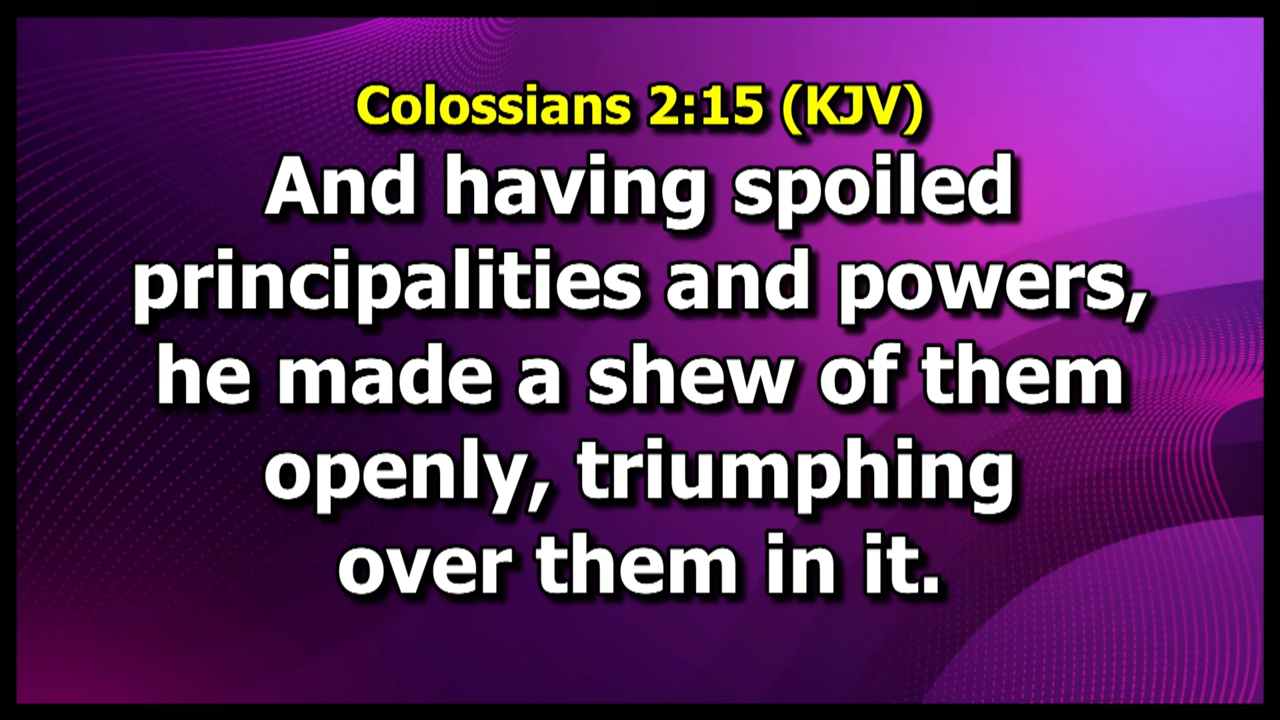 Colossians 2:15 (KJV)
And having spoiled
principalities and powers,
he made a shew of them
openly, triumphing
over them in it.